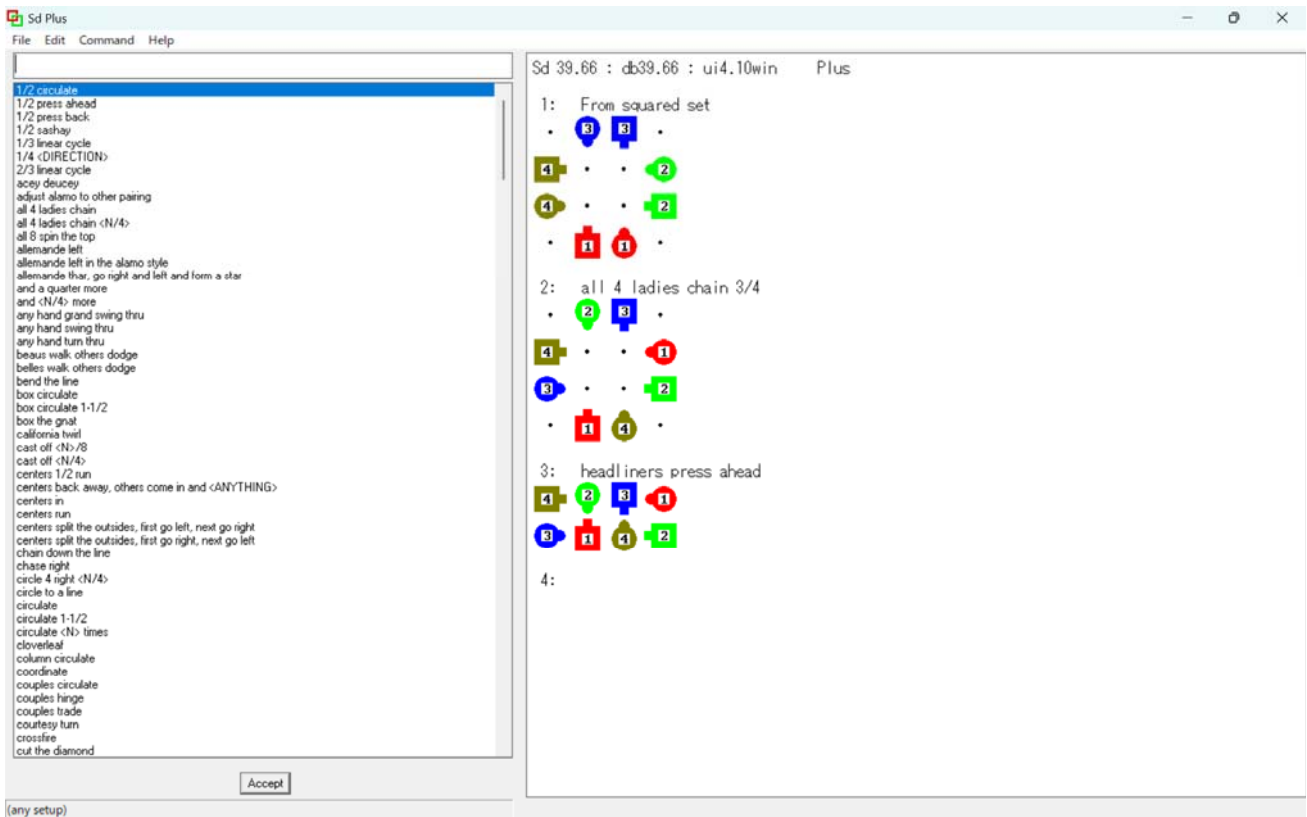 Sd Plus
File Edit Command Help
1/2 circulate
1/2 press ahead
1/2 press back
1/2 sashay
1/3 linear cycle
1/4 <DIRECTION>
2/3 linear cycle
acey deucey
adjust alamo to other pairing
all 4 ladies chain
all 4 ladies chain <N/4>
all 8 spin the top
allemande left
allemande left in the alamo style
allemande thar, go right and left and form a star
and a quarter more
and <N/4> more
any hand grand swing thru
any hand swing thru
any hand turn thru
beaus walk others dodge
belles walk others dodge
bend the line
box circulate
box circulate 1-1/2
box the gnat
california twirl
cast off <N>/8
cast off <N/4>
centers 1/2 run
centers back away, others come in and <ANYTHING>
centers in
centers run
centers split the outsides, first go left, next go right
centers split the outsides, first go right, next go left
chain down the line
chase right
circle 4 right <N/4>
circle to a line
circulate
circulate 1-1/2
circulate <N> times
cloverleaf
column circulate
coordinate
couples circulate
couples hinge
couples trade
courtesy turn
crossfire
cut the diamond
Accept
(any setup)
Sd 39.66 : db39.66 : ui4.10win Plus
1: From squared set
3 3
4 2
4 2
1 1
2: all 4 ladies chain 3/4
2 3
4 1
3 2
1 4
3: headliners press ahead
4 2 3 1
3 1 4 2
4: